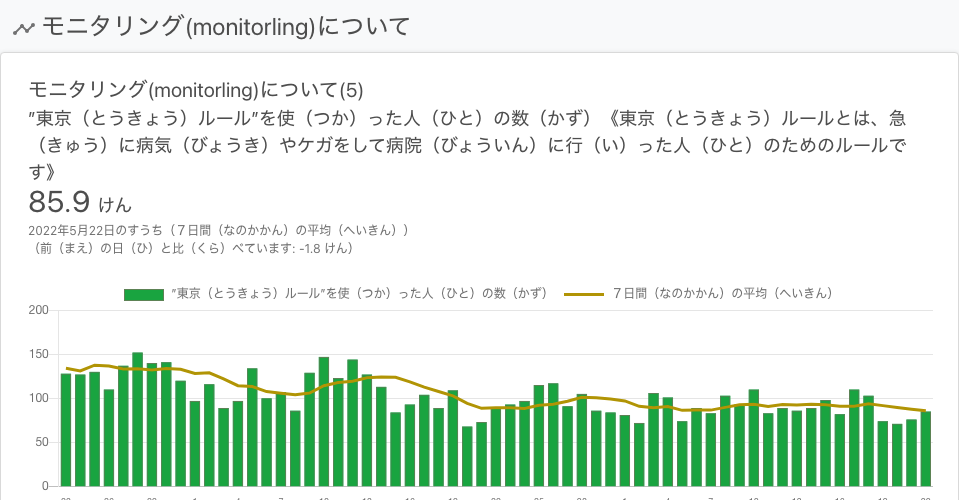 モニタリング(monitorling)について
モニタリング(monitorling)について(5)
”東京（とうきょう）ルール”を使（つか）った人（ひと）の数（かず）《東京（とうきょう）ルールとは、急
（きゅう）に病気（びょうき）やケガをして病院（びょういん）に行（い）った人（ひと）のためのルールで
す》
85.9 けん
2022年5月22日のすうち（７日間（なのかかん）の平均（へいきん））
（前（まえ）の日（ひ）と比（くら）べています: -1.8 けん）
”東京（とうきょう）ルール”を使（つか）った人（ひと）の数（かず） ７日間（なのかかん）の平均（へいきん）
200
150
100
50
0